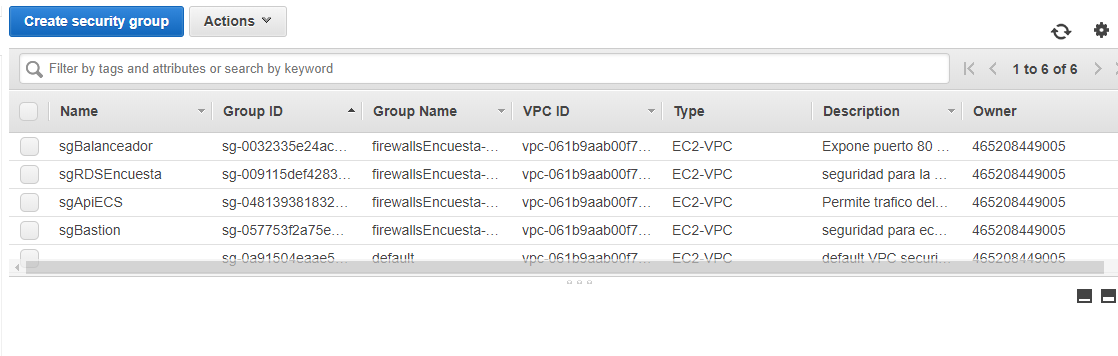 Create security group Actions
Filter by tags and attributes or search by keyword 1 to 6 of 6
Name Group ID Group Name VPC ID Type Description Owner
sgBalanceador sg-0032335e24ac... firewallsEncuesta-... vpc-061b9aab00f7... EC2-VPC Expone puerto 80 ... 465208449005
sgRDSEncuesta sg-009115def4283... firewallsEncuesta-... vpc-061b9aab00f7... EC2-VPC seguridad para la ... 465208449005
sgApiECS sg-048139381832... firewallsEncuesta-... vpc-061b9aab00f7... EC2-VPC Permite trafico del... 465208449005
sgBastion sg-057753f2a75e... firewallsEncuesta-... vpc-061b9aab00f7... EC2-VPC seguridad para ec... 465208449005
sg-0a91504eaae5... default vpc-061b9aab00f7... EC2-VPC default VPC securi... 465208449005